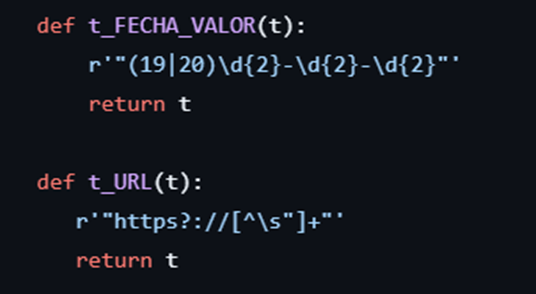 def t_FECHA_VALOR(t):
    r'"(19|20)\d{2}-\d{2}-\d{2}"'
    return t

def t_URL(t):
   r'"https?://[^\s"]+"'
   return t